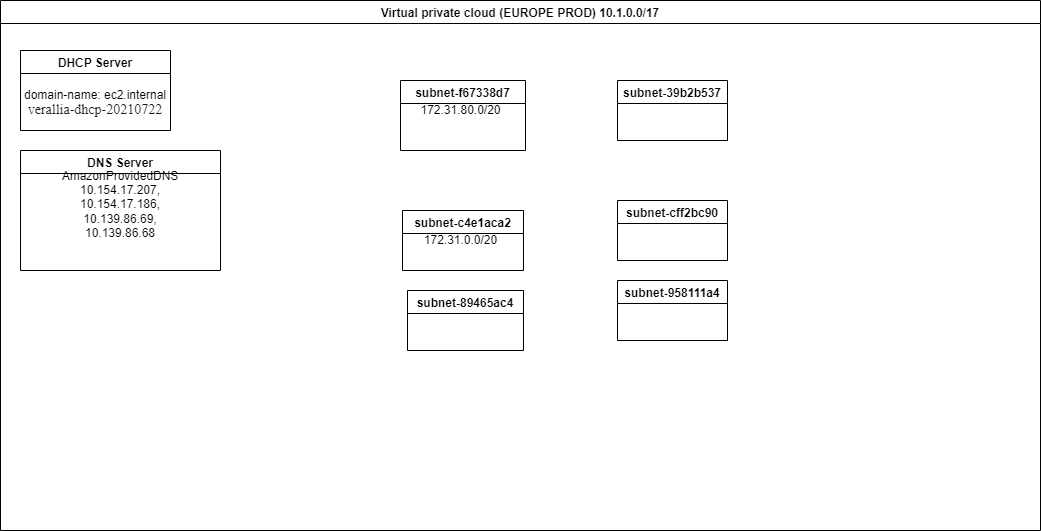 Virtual private cloud (EUROPE PROD) 10.1.0.0/17
DHCP Server
domain-name: ec2.internal
verallia-dhcp-20210722
DNS Server
AmazonProvidedDNS
10.154.17.207,
10.154.17.186,
10.139.86.69,
10.139.86.68
subnet-f67338d7
172.31.80.0/20
subnet-39b2b537
subnet-c4e1aca2
172.31.0.0/20
subnet-cff2bc90
subnet-89465ac4
subnet-958111a4